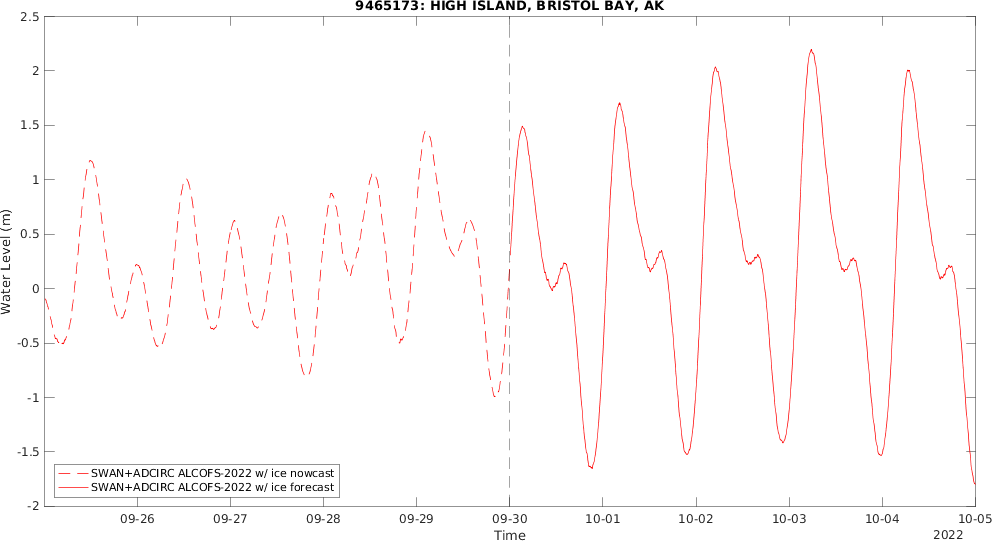 9465173: HIGH ISLAND, BRISTOL BAY, AK
2.5
2
1.5
1
0.5
0
-0.5
-1
-1.5
-2
Water Level (m)
SWAN+ADCIRC ALCOFS-2022 w/ ice nowcast
SWAN+ADCIRC ALCOFS-2022 w/ ice forecast
09-26 09-27 09-28 09-29 09-30 10-01 10-02 10-03 10-04 10-05
Time
2022